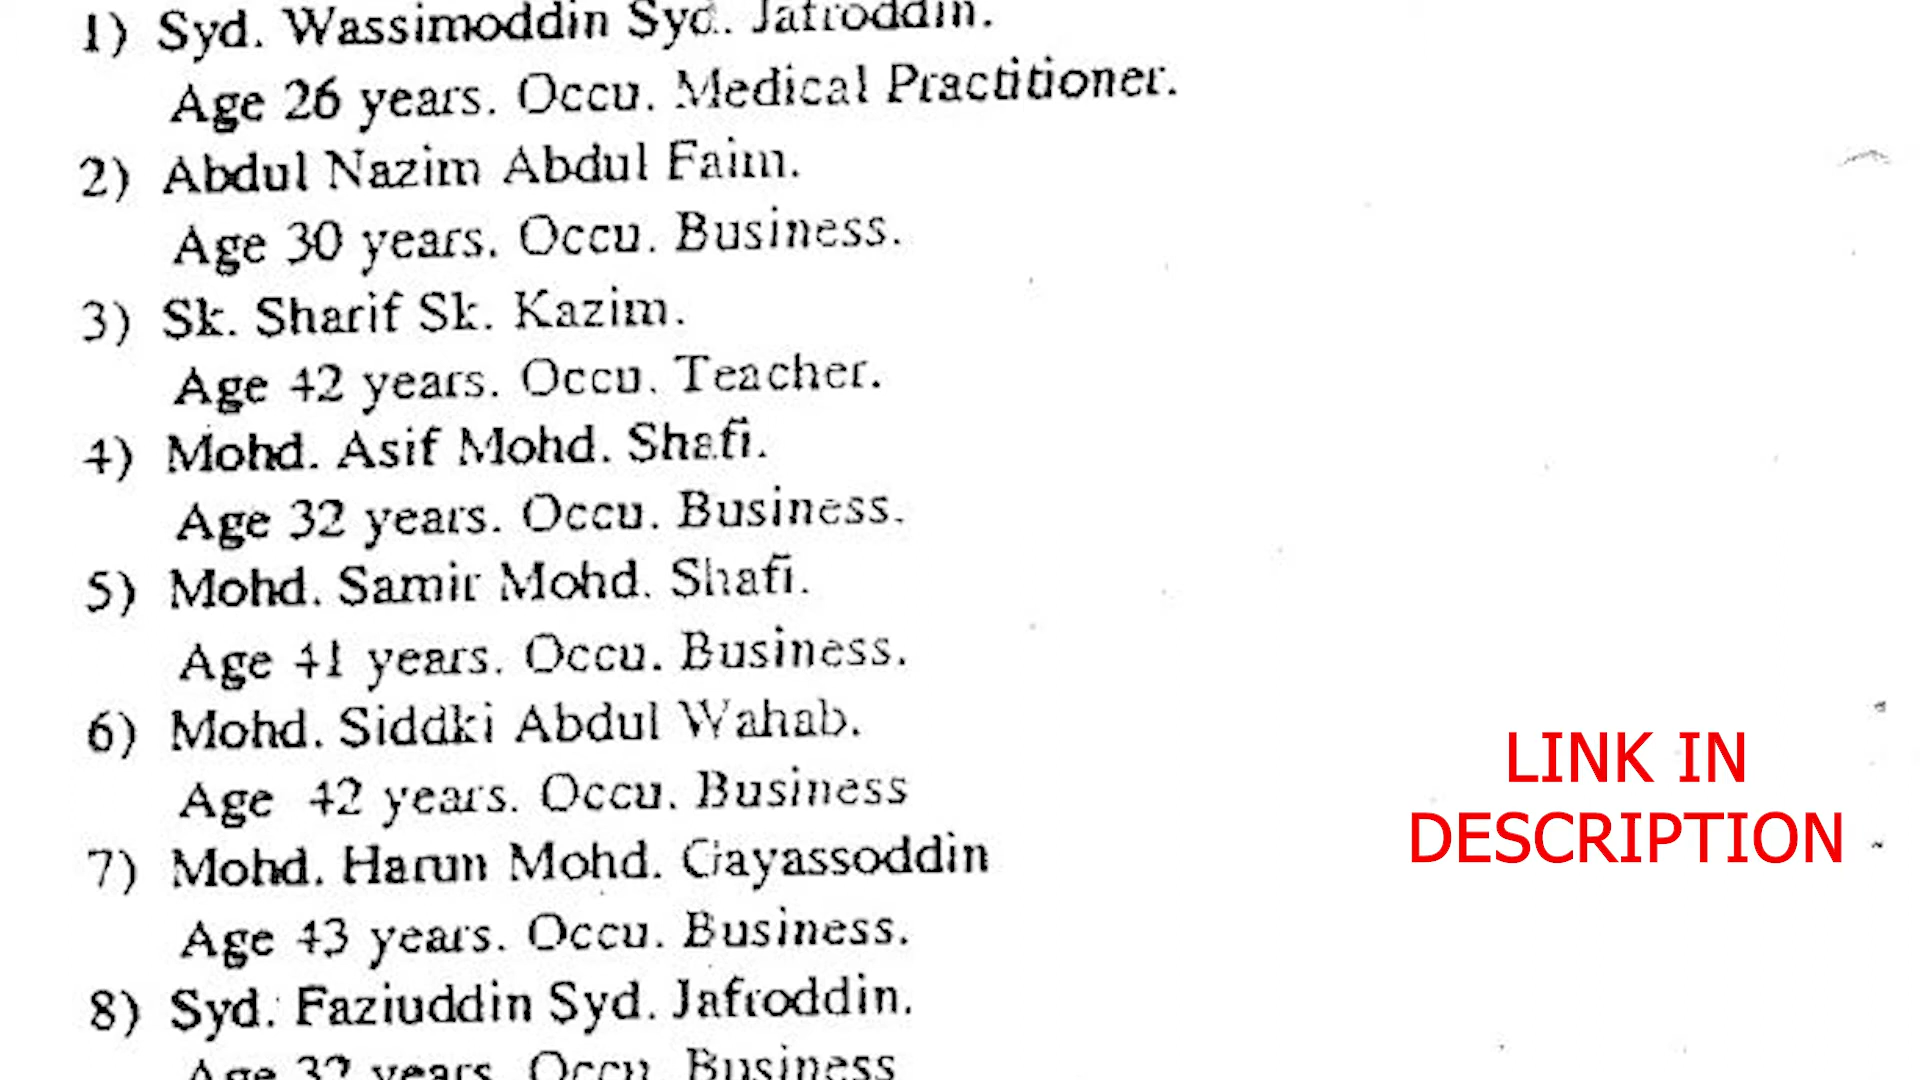 1) Syd. Wassimoddin Syd. Jafroddin.
Age 26 years. Occu. Medical Practitioner.
2) Abdul Nazim Abdul Faim.
Age 30 years. Occu. Business.
3) Sk. Sharif Sk. Kazim.
Age 42 years. Occu. Teacher.
4) Mohd. Asif Mohd. Shafi.
Age 32 years. Occu. Business.
5) Mohd. Samir Mohd. Shafi.
Age 41 years. Occu. Business.
6) Mohd. Siddki Abdul Wahab.
Age 42 years. Occu. Business
7) Mohd. Harun Mohd. Gayassoddin
Age 43 years. Occu. Business.
8) Syd. Faziuddin Syd. Jafroddin.
Age years. Occu. Business
LINK IN
DESCRIPTION